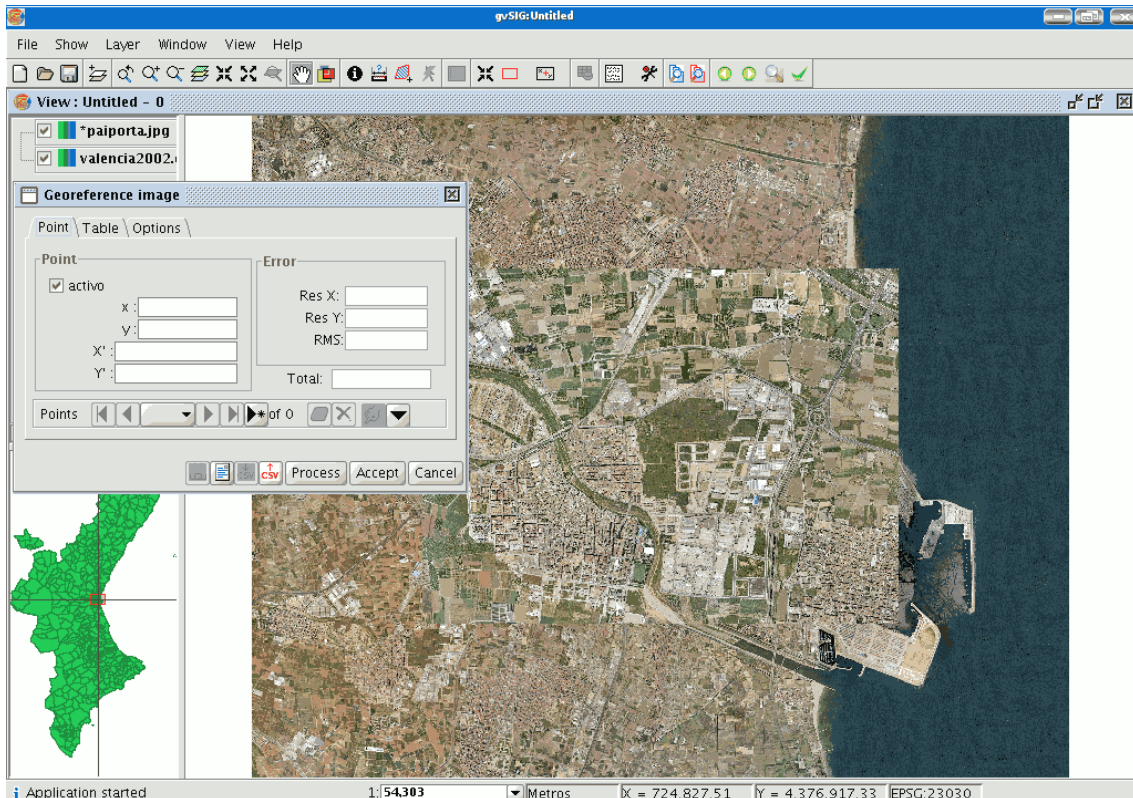 gvSIG:Untitled
File Show Layer Window View Help
View : Untitled - 0
*paiporta.jpg
valencia2002.
Georeference image
Point Table Options
Point
activo
x :
y :
X' :
Y' :
Error
Res X:
Res Y:
RMS:
Total:
Points
of 0
CSV
CSV
Process Accept Cancel
Application started
1: 54,303
Metros
X = 724.827,51
Y = 4.376.917,33
EPSG:23030